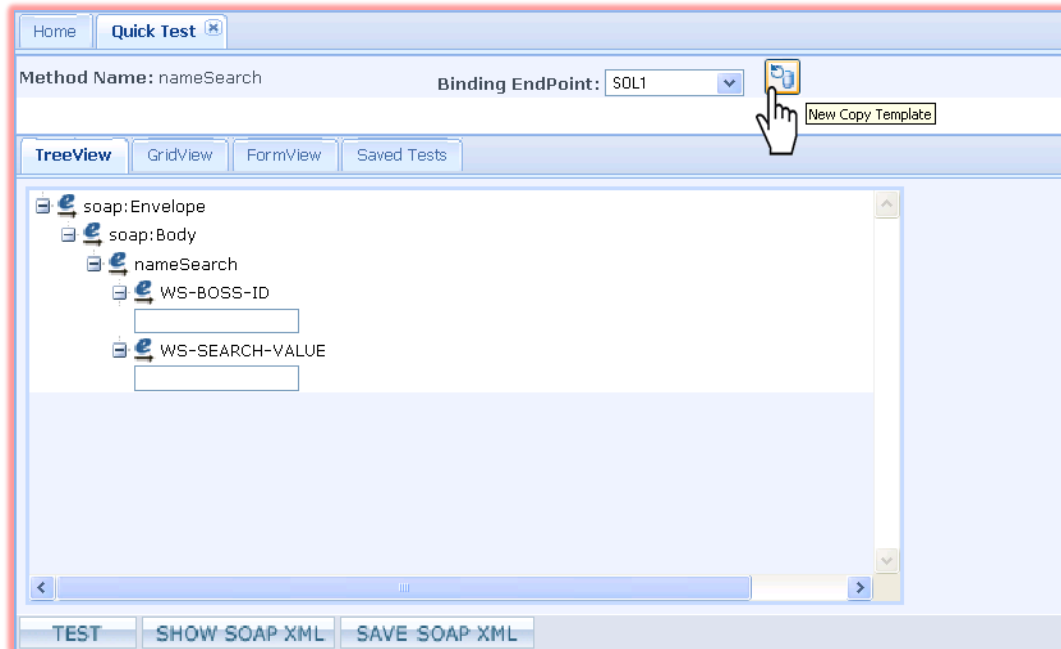 Home Quick Test
Method Name: nameSearch Binding EndPoint: SOL1
New Copy Template
TreeView GridView FormView Saved Tests
soap:Envelope
soap:Body
nameSearch
WS-BOSS-ID
WS-SEARCH-VALUE
TEST SHOW SOAP XML SAVE SOAP XML